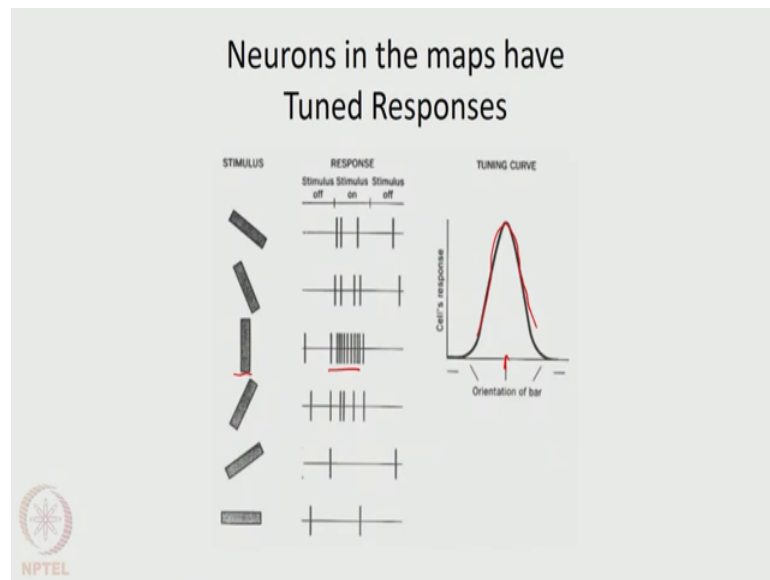 Neurons in the maps have
Tuned Responses
STIMULUS
RESPONSE
TUNING CURVE
Stimulus Stimulus Stimulus
off on off
Cell's response
Orientation of bar
NPTEL